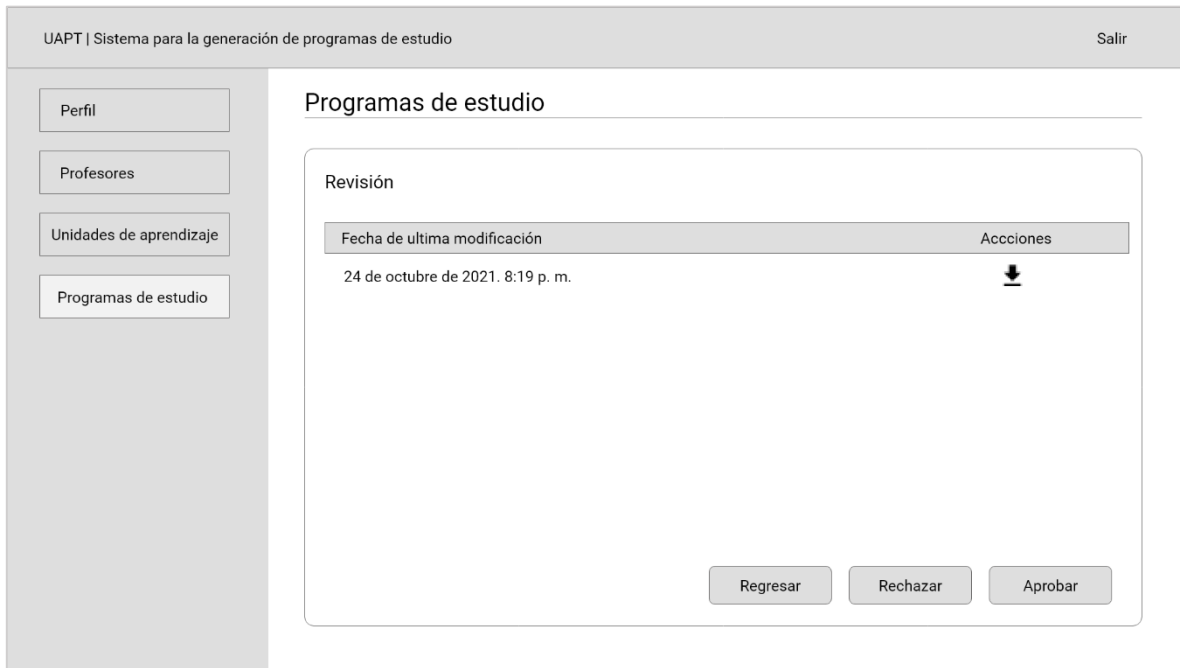 UAPT | Sistema para la generación de programas de estudio
Salir
Perfil
Profesores
Unidades de aprendizaje
Programas de estudio
Programas de estudio
Revisión
Fecha de ultima modificación
Accciones
24 de octubre de 2021. 8:19 p. m.
Regresar
Rechazar
Aprobar